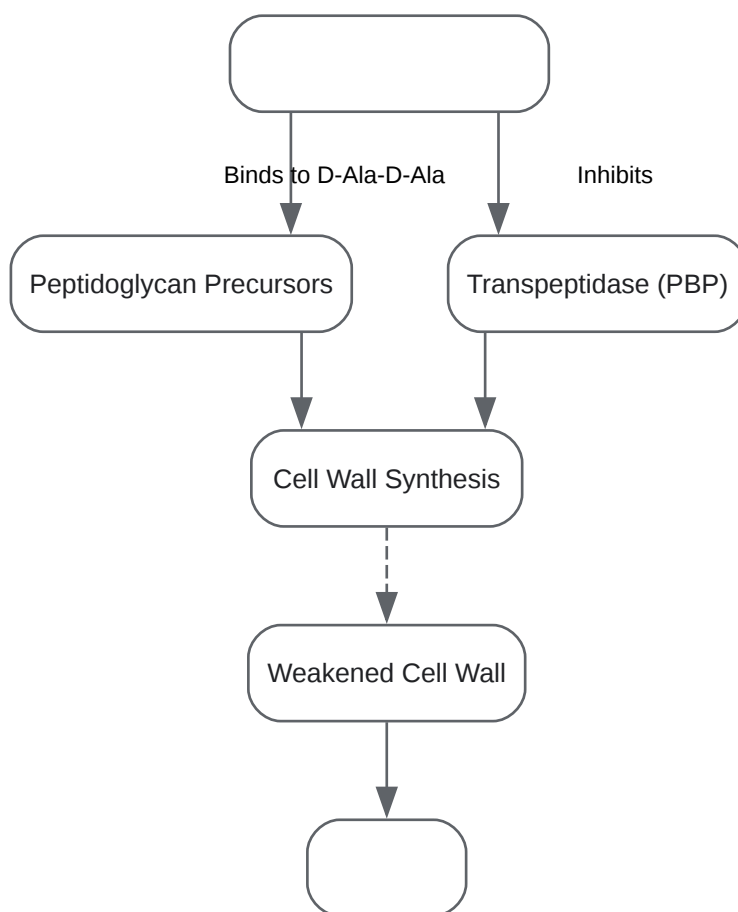 Binds to D-Ala-D-Ala
Inhibits
Peptidoglycan Precursors
Transpeptidase (PBP)
Cell Wall Synthesis
Weakened Cell Wall